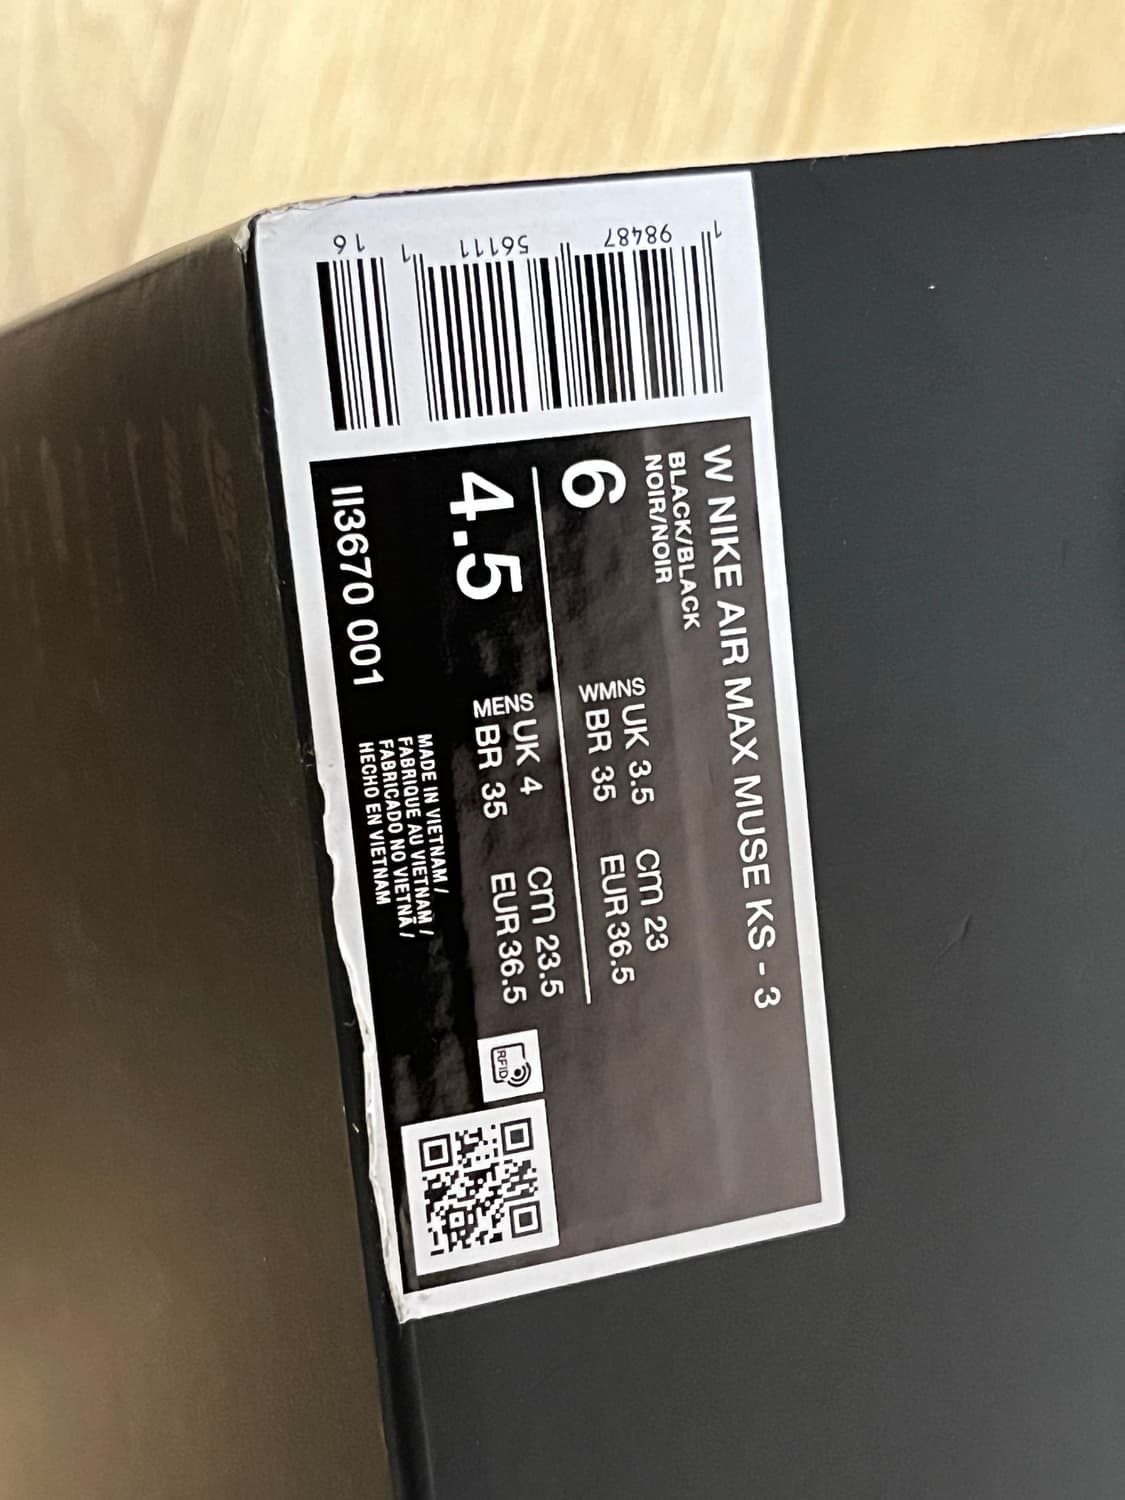 W NIKE AIR MAX MUSE KS - 3
BLACK/BLACK
NOIR/NOIR
6
WMNS UK 3.5 cm 23
BR 35 EUR 36.5
4.5
MENS UK 4 cm 23.5
BR 35 EUR 36.5
II3670 001
MADE IN VIETNAM /
FABRIQUE AU VIETNAM /
FABRICADO NO VIETNÃ /
HECHO EN VIETNAM
RFID
1 98487 56111 1 16